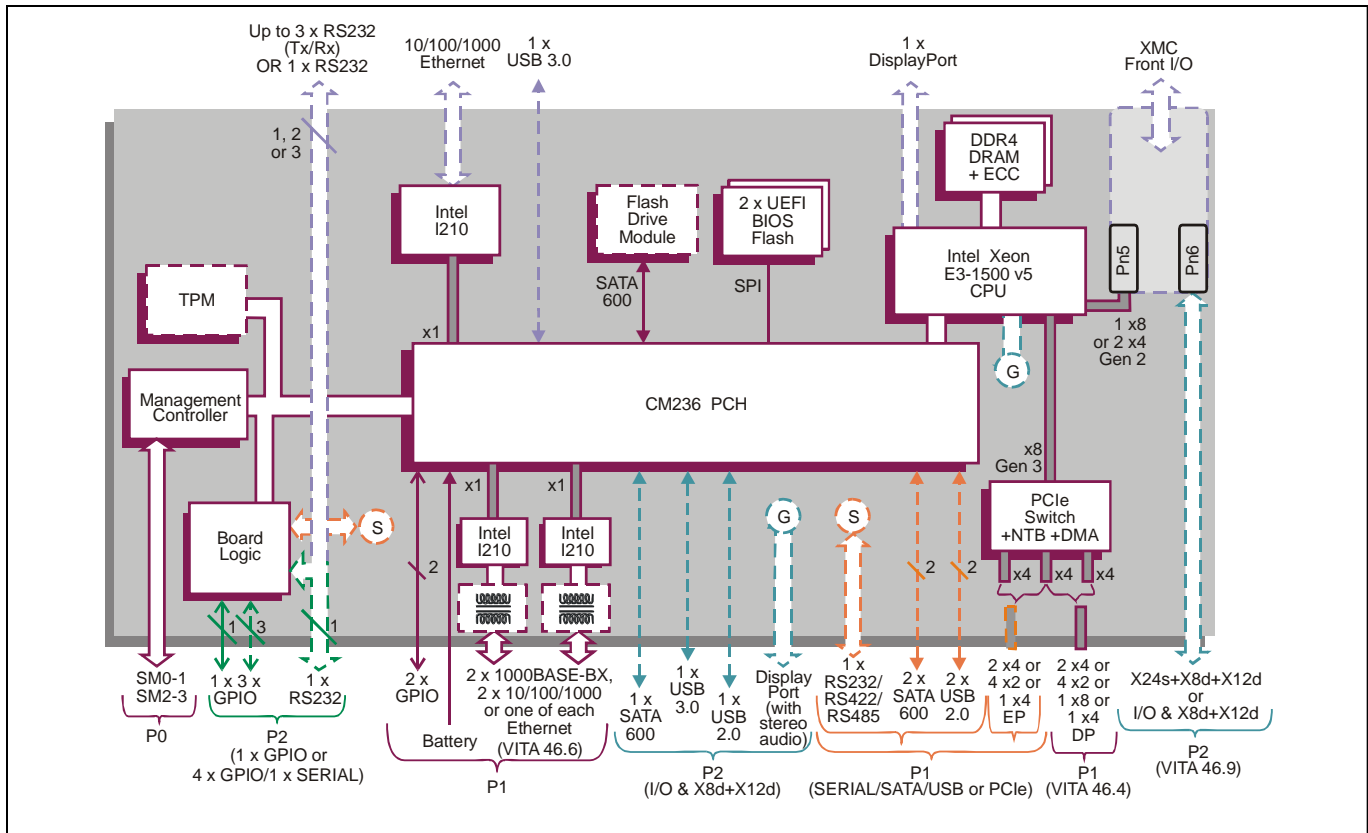 Up to 3 x RS232
(Tx/Rx)
OR 1 x RS232
10/100/1000
Ethernet
1 x
USB 3.0
1 x
DisplayPort
XMC
Front I/O
1, 2
or 3
Intel
I210
Flash
Drive
Module
2 x UEFI
BIOS
Flash
DDR4
DRAM
+ ECC
Intel Xeon
E3-1500 v5
CPU
Pn5
Pn6
TPM
SATA
600
SPI
x1
1 x8
or 2 x4
Gen 2
G
Management
Controller
CM236 PCH
x8
Gen 3
x1
x1
Board
Logic
S
Intel
I210
Intel
I210
G
S
PCIe
Switch
+NTB +DMA
2
2
2
x4
x4
x4
1
3
1
SM0-1
SM2-3
P0
1 x
GPIO
3 x
1 x
RS232
P2
(1 x GPIO or
4 x GPIO/1 x SERIAL)
2 x
GPIO
Battery
2 x 1000BASE-BX,
2 x 10/100/1000
or one of each
Ethernet
(VITA 46.6)
P1
1 x
SATA
600
1 x
USB
3.0
1 x
USB
2.0
Display
Port
(with
stereo
audio)
P2
(I/O & X8d+X12d)
1 x
RS232/
RS422/
RS485
2 x
SATA
600
2 x
USB
2.0
2 x4 or
4 x2 or
1 x4
EP
P1
(SERIAL/SATA/USB or PCIe)
2 x4 or
4 x2 or
1 x8 or
1 x4
DP
P1
(VITA 46.4)
X24s+X8d+X12d
or
I/O & X8d+X12d
P2
(VITA 46.9)